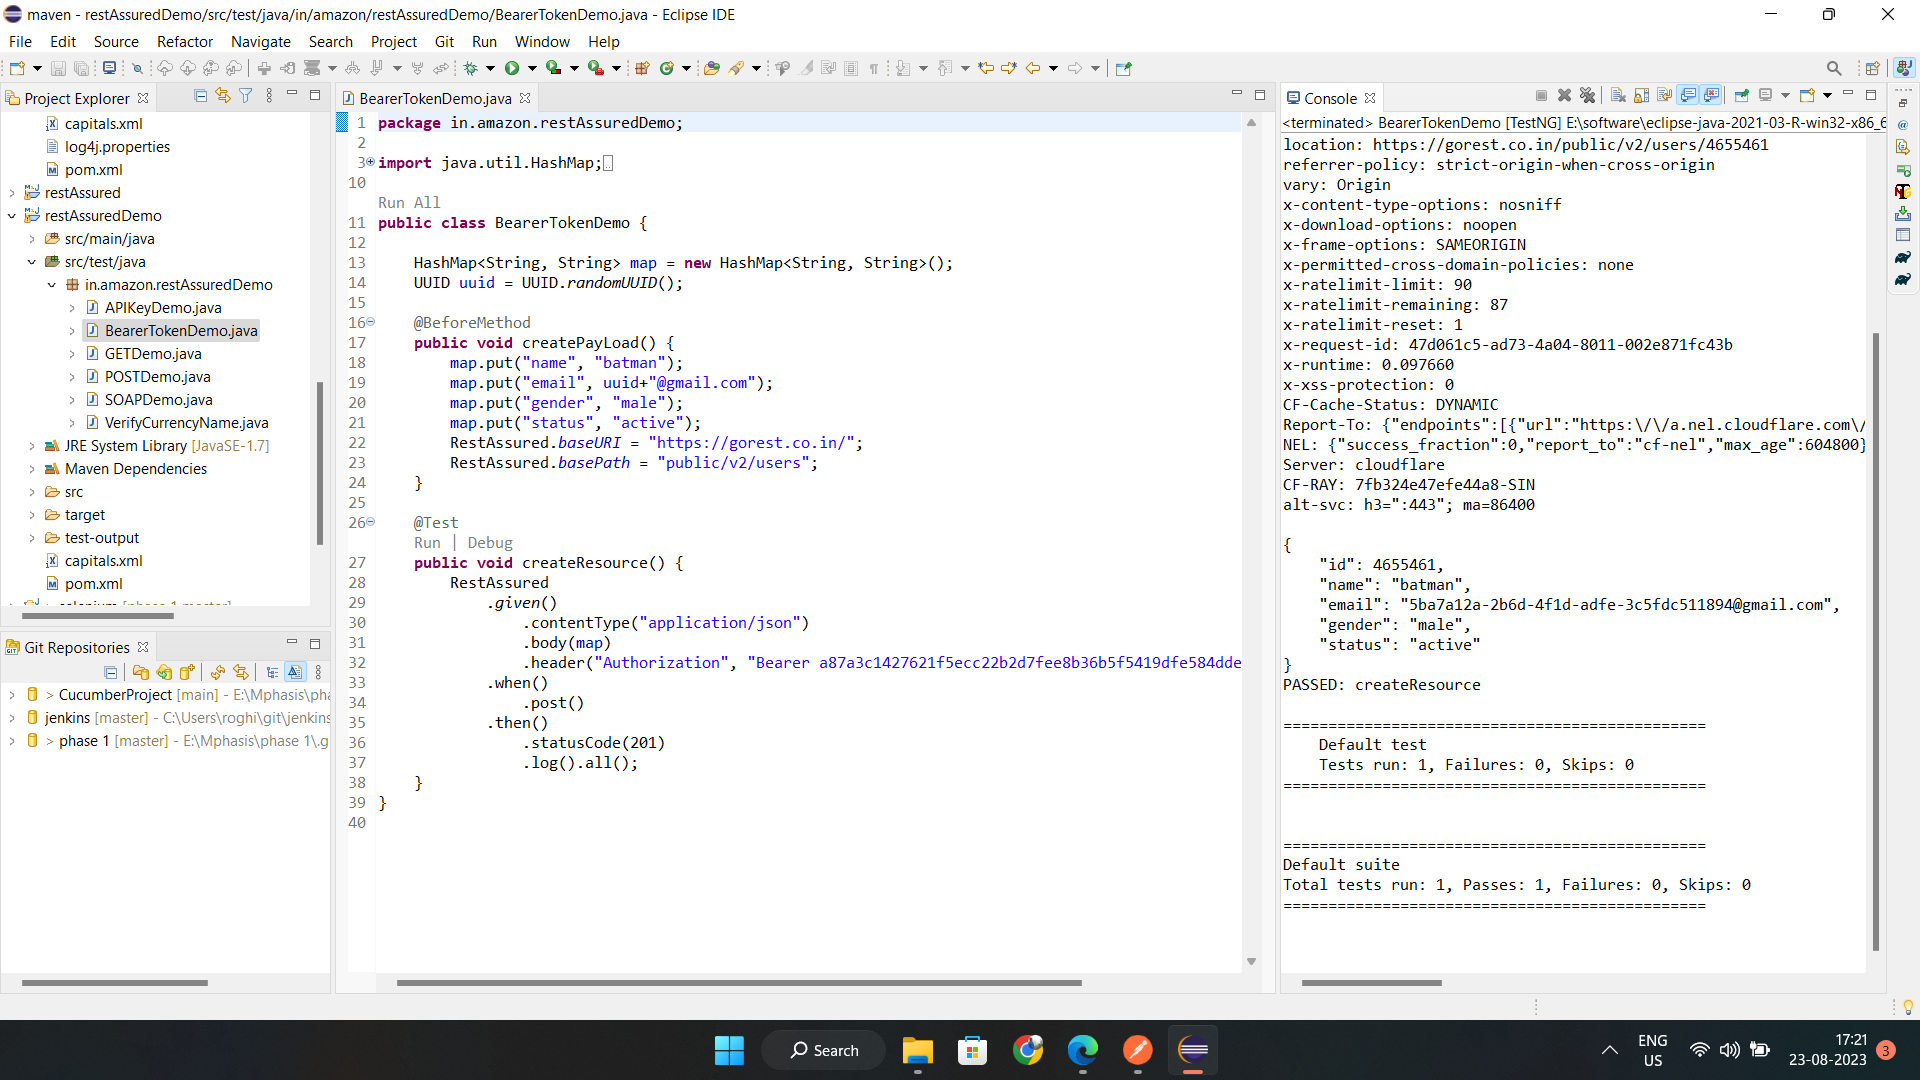 maven - restAssuredDemo/src/test/java/in/amazon/restAssuredDemo/BearerTokenDemo.java - Eclipse IDE
File Edit Source Refactor Navigate Search Project Git Run Window Help
Project Explorer
capitals.xml
log4j.properties
pom.xml
restAssured
restAssuredDemo
src/main/java
src/test/java
in.amazon.restAssuredDemo
APIKeyDemo.java
BearerTokenDemo.java
GETDemo.java
POSTDemo.java
SOAPDemo.java
VerifyCurrencyName.java
JRE System Library [JavaSE-1.7]
Maven Dependencies
src
target
test-output
capitals.xml
pom.xml
Git Repositories
> CucumberProject [main] - E:\Mphasis\pha
jenkins [master] - C:\Users\roghi\git\jenkins
> phase 1 [master] - E:\Mphasis\phase 1\.g
BearerTokenDemo.java
1 package in.amazon.restAssuredDemo;
2
3 import java.util.HashMap;
10
Run All
11 public class BearerTokenDemo {
12
13 HashMap<String, String> map = new HashMap<String, String>();
14 UUID uuid = UUID.randomUUID();
15
16 @BeforeMethod
17 public void createPayLoad() {
18 map.put("name", "batman");
19 map.put("email", uuid+"@gmail.com");
20 map.put("gender", "male");
21 map.put("status", "active");
22 RestAssured.baseURI = "https://gorest.co.in/";
23 RestAssured.basePath = "public/v2/users";
24 }
25
26 @Test
Run | Debug
27 public void createResource() {
28 RestAssured
29 .given()
30 .contentType("application/json")
31 .body(map)
32 .header("Authorization", "Bearer a87a3c1427621f5ecc22b2d7fee8b36b5f5419dfe584dde
33 .when()
34 .post()
35 .then()
36 .statusCode(201)
37 .log().all();
38 }
39 }
40
Console
<terminated> BearerTokenDemo [TestNG] E:\software\eclipse-java-2021-03-R-win32-x86_6
location: https://gorest.co.in/public/v2/users/4655461
referrer-policy: strict-origin-when-cross-origin
vary: Origin
x-content-type-options: nosniff
x-download-options: noopen
x-frame-options: SAMEORIGIN
x-permitted-cross-domain-policies: none
x-ratelimit-limit: 90
x-ratelimit-remaining: 87
x-ratelimit-reset: 1
x-request-id: 47d061c5-ad73-4a04-8011-002e871fc43b
x-runtime: 0.097660
x-xss-protection: 0
CF-Cache-Status: DYNAMIC
Report-To: {"endpoints":[{"url":"https:\/\/a.nel.cloudflare.com\/
NEL: {"success_fraction":0,"report_to":"cf-nel","max_age":604800}
Server: cloudflare
CF-RAY: 7fb324e47efe44a8-SIN
alt-svc: h3=":443"; ma=86400
{
"id": 4655461,
"name": "batman",
"email": "5ba7a12a-2b6d-4f1d-adfe-3c5fdc511894@gmail.com",
"gender": "male",
"status": "active"
}
PASSED: createResource
===============================================
Default test
Tests run: 1, Failures: 0, Skips: 0
===============================================
===============================================
Default suite
Total tests run: 1, Passes: 1, Failures: 0, Skips: 0
===============================================
Search
ENG
US
17:21
23-08-2023
3